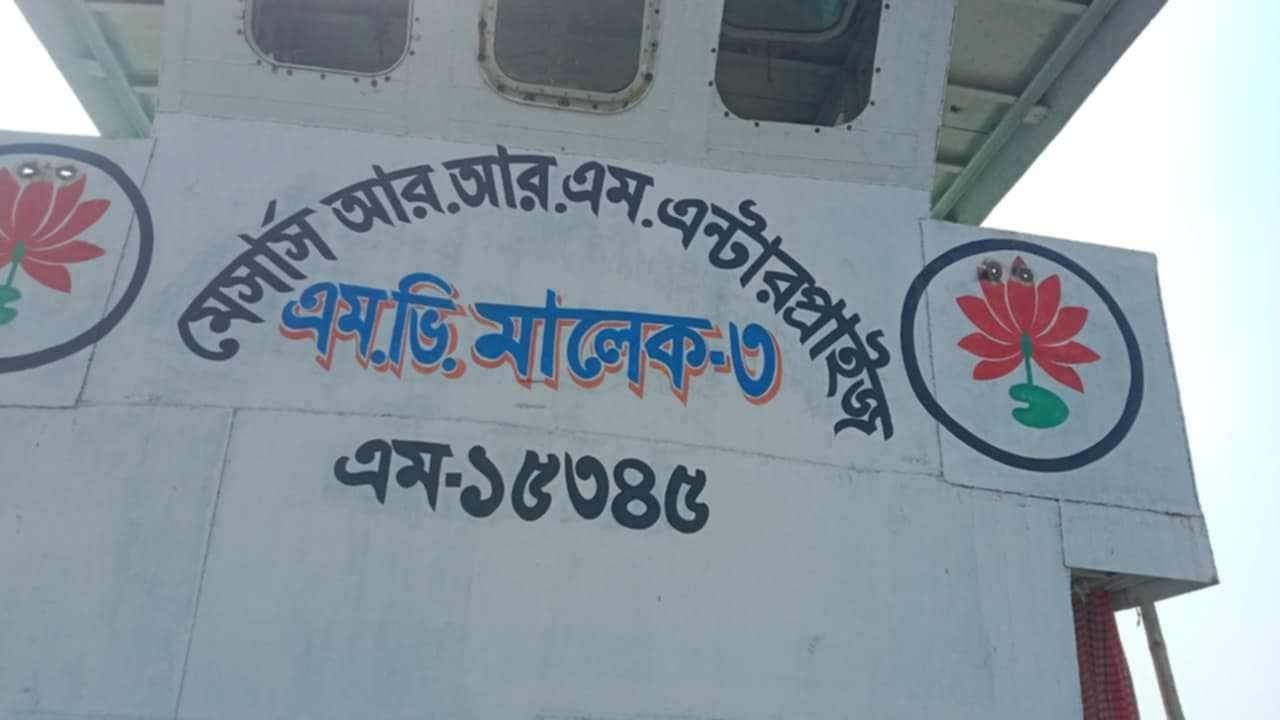 মেসার্স আর.আর.এম.এন্টারপ্রাইজ
এম.ভি. মালেক-৩
এম-১৫৩৪৫